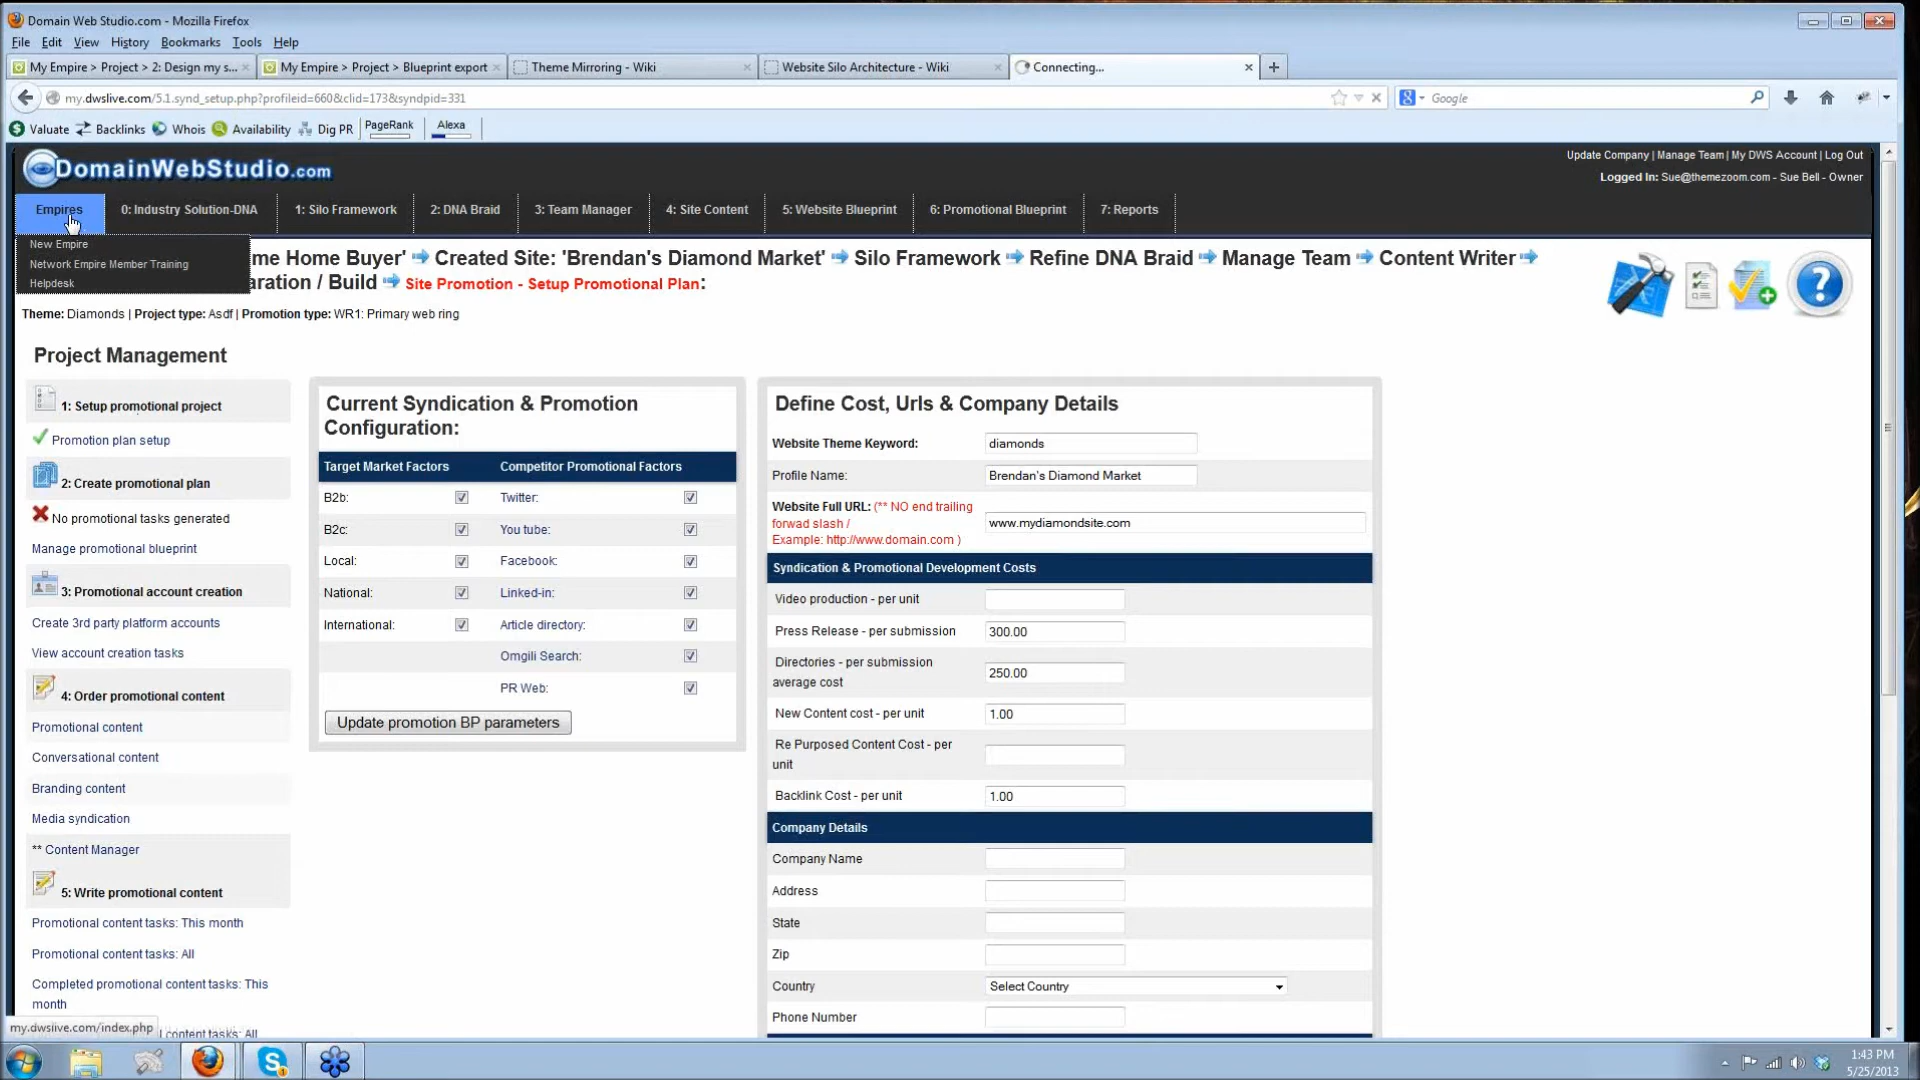 Domain Web Studio.com - Mozilla Firefox
File Edit View History Bookmarks Tools Help
My Empire > Project > 2: Design my s...
My Empire > Project > Blueprint export
Theme Mirroring - Wiki
Website Silo Architecture - Wiki
Connecting...
my.dwslive.com/5.1.synd_setup.php?profileid=660&clid=173&syndpid=331
Google
Valuate Backlinks Whois Availability Dig PR PageRank Alexa
DomainWebStudio.com
Update Company | Manage Team | My DWS Account | Log Out
Logged In: Sue@themezoom.com - Sue Bell - Owner
Empires
0: Industry Solution-DNA
1: Silo Framework
2: DNA Braid
3: Team Manager
4: Site Content
5: Website Blueprint
6: Promotional Blueprint
7: Reports
New Empire
Network Empire Member Training
Helpdesk
me Home Buyer' Created Site: 'Brendan's Diamond Market' Silo Framework Refine DNA Braid Manage Team Content Writer
aration / Build Site Promotion - Setup Promotional Plan:
Theme: Diamonds | Project type: Asdf | Promotion type: WR1: Primary web ring
Project Management
1: Setup promotional project
Promotion plan setup
2: Create promotional plan
No promotional tasks generated
Manage promotional blueprint
3: Promotional account creation
Create 3rd party platform accounts
View account creation tasks
4: Order promotional content
Promotional content
Conversational content
Branding content
Media syndication
** Content Manager
5: Write promotional content
Promotional content tasks: This month
Promotional content tasks: All
Completed promotional content tasks: This
month
content tasks: All
my.dwslive.com/index.php
Current Syndication & Promotion
Configuration:
Target Market Factors Competitor Promotional Factors
B2b: Twitter:
B2c: You tube:
Local: Facebook:
National: Linked-in:
International: Article directory:
Omgili Search:
PR Web:
Update promotion BP parameters
Define Cost, Urls & Company Details
Website Theme Keyword: diamonds
Profile Name: Brendan's Diamond Market
Website Full URL: (** NO end trailing
forwad slash /
Example: http://www.domain.com )
www.mydiamondsite.com
Syndication & Promotional Development Costs
Video production - per unit
Press Release - per submission 300.00
Directories - per submission
average cost
250.00
New Content cost - per unit 1.00
Re Purposed Content Cost - per
unit
Backlink Cost - per unit 1.00
Company Details
Company Name
Address
State
Zip
Country Select Country
Phone Number
1:43 PM
5/25/2013